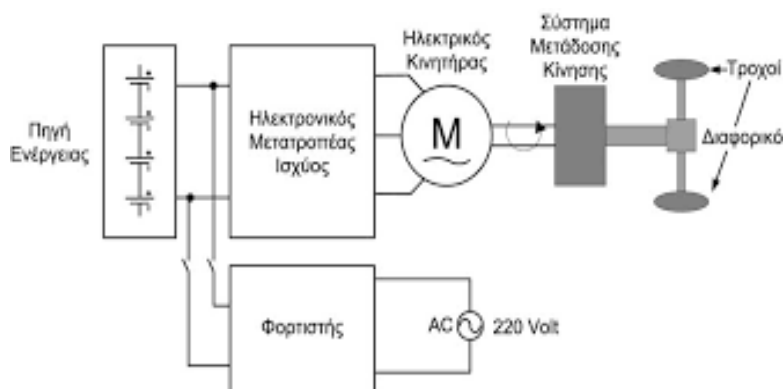 Πηγή
Ενέργειας
Ηλεκτρονικός
Μετατροπέας
Ισχύος
Ηλεκτρικός
Κινητήρας
M
Σύστημα
Μετάδοσης
Κίνησης
Τροχοί
Διαφορικό
Φορτιστής
AC 220 Volt